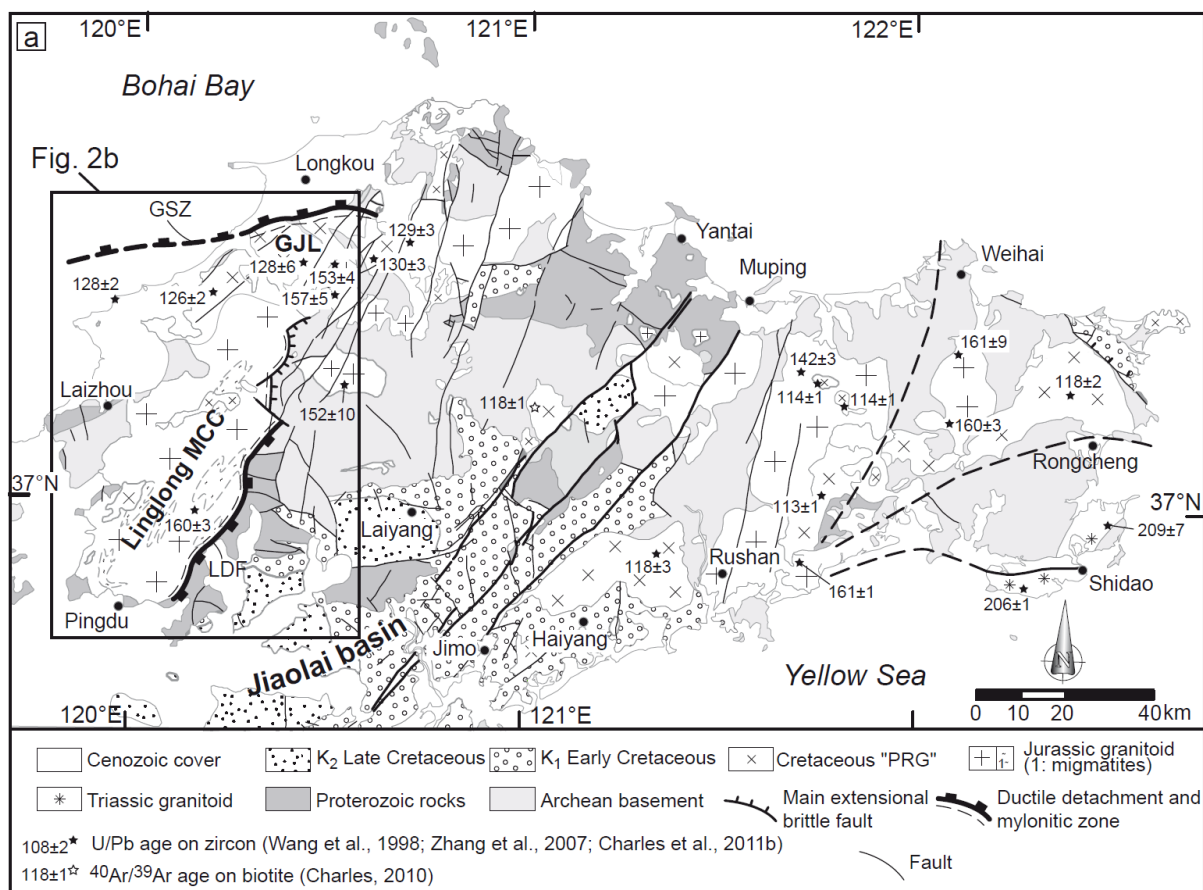 120°E
121°E
122°E
a
Bohai Bay
Fig. 2b
Longkou
GSZ
Yantai
129±3
GJL
Weihai
Muping
128±6
153±4
130±3
128±2
126±2
157±5
161±9
142±3
118±2
Laizhou
152±10
118±1
114±1
114±1
160±3
Rongcheng
37°N
Linglong MCC
37°N
160±3
Laiyang
113±1
209±7
118±3
Rushan
LDF
161±1
Shidao
206±1
Pingdu
Haiyang
Jiaolai basin
Jimo
N
Yellow Sea
120°E
121°E
122°E
0 10 20 40 km
Cenozoic cover
K2 Late Cretaceous
K1 Early Cretaceous
Cretaceous "PRG"
-1-
Jurassic granitoid
(1: migmatites)
Triassic granitoid
Proterozoic rocks
Archean basement
Main extensional
brittle fault
Ductile detachment and
mylonitic zone
108±2 U/Pb age on zircon (Wang et al., 1998; Zhang et al., 2007; Charles et al., 2011b)
Fault
118±1 40Ar/39Ar age on biotite (Charles, 2010)